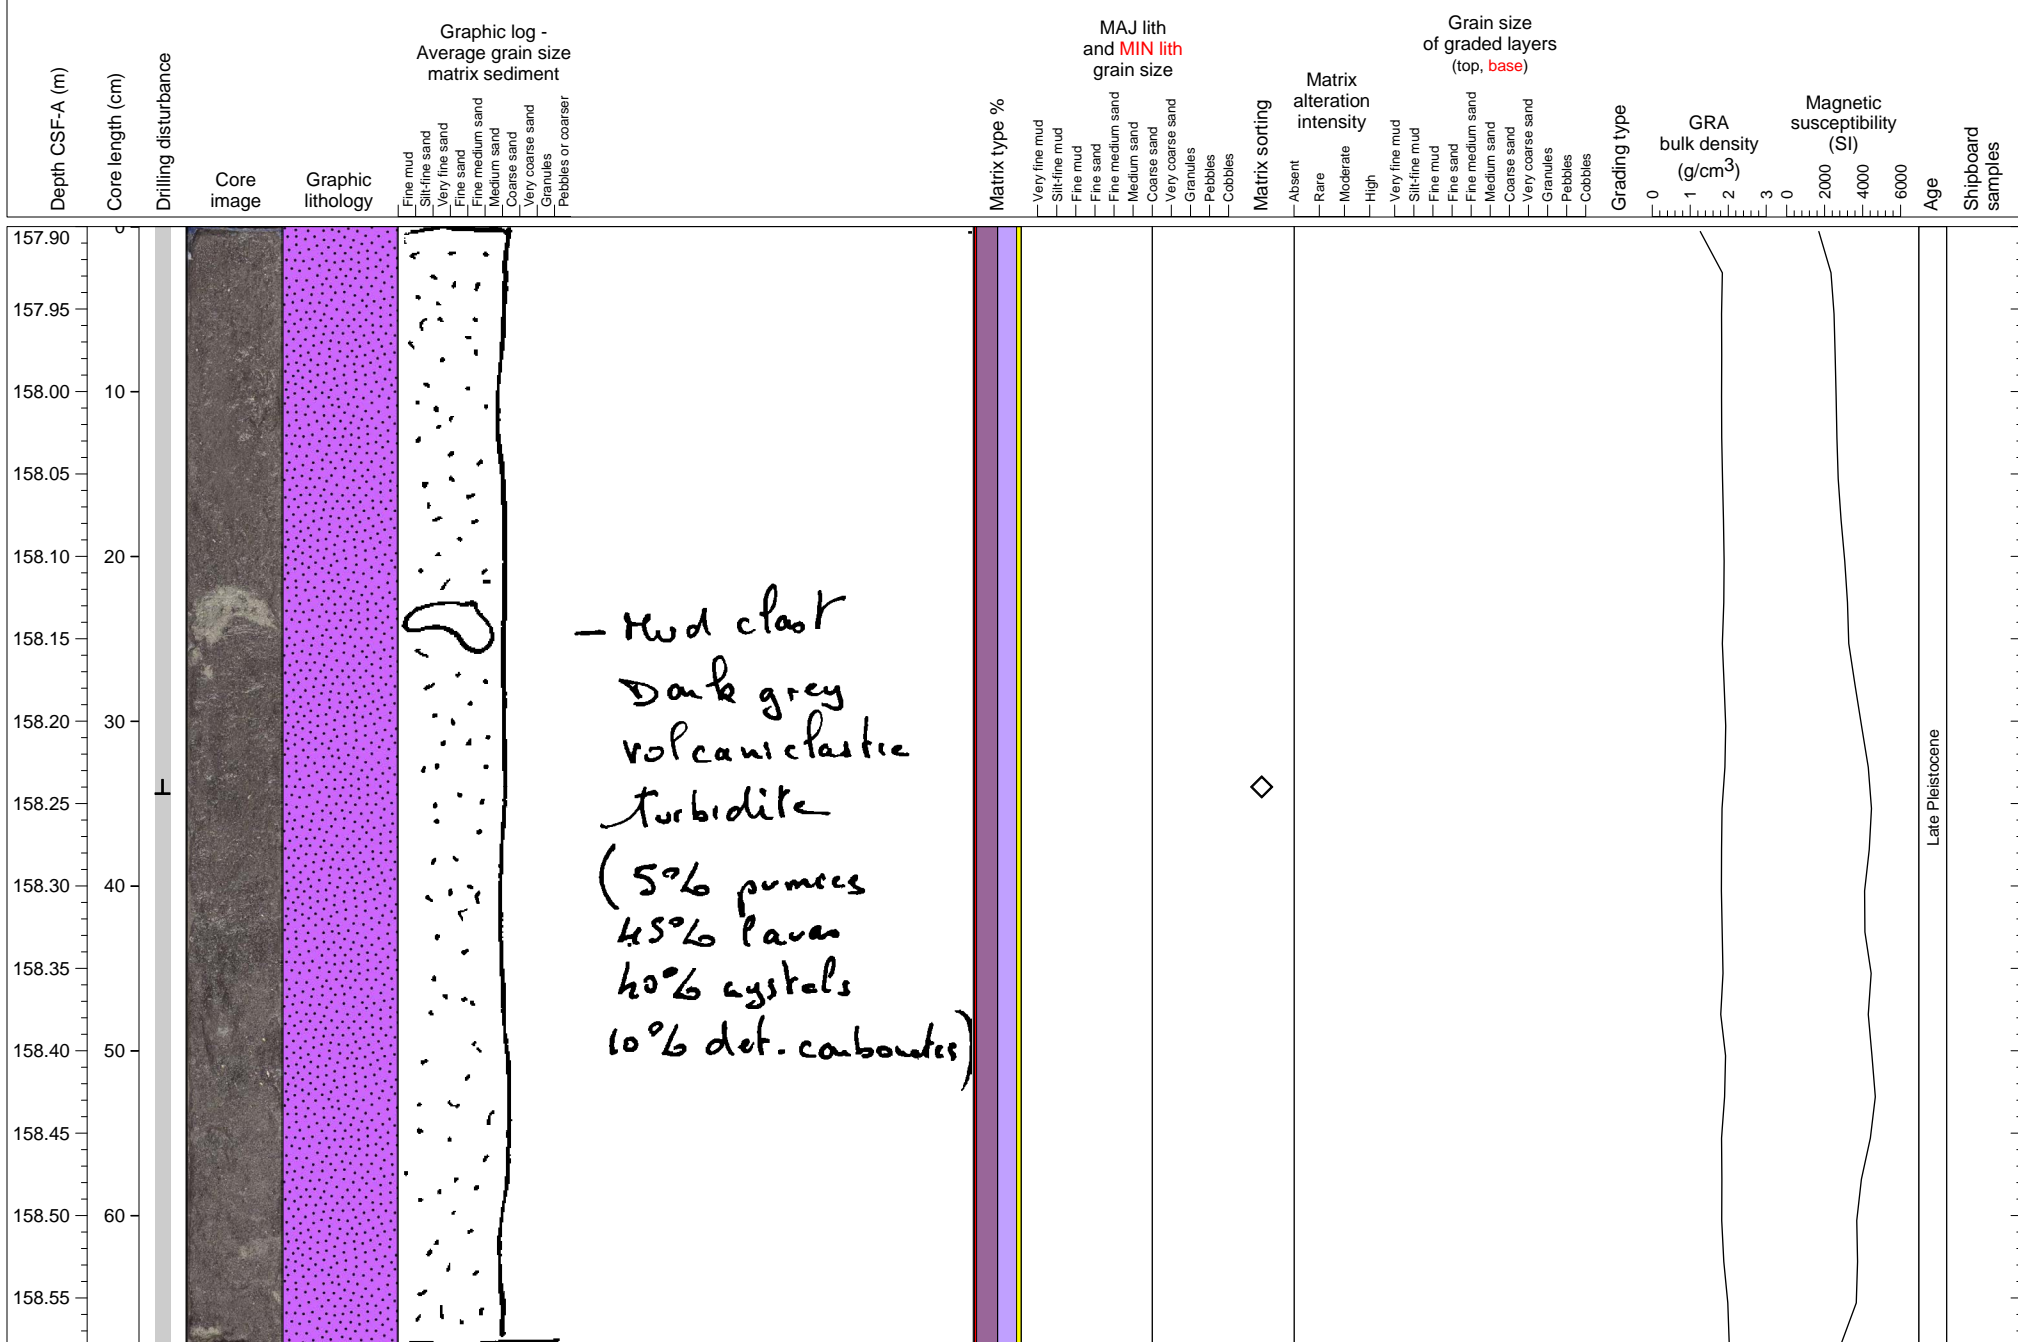 Depth CSF-A (m)
Core length (cm)
Drilling disturbance
Core
image
Graphic
lithology
Graphic log -
Average grain size
matrix sediment
Fine mud
Silt-fine sand
Very fine sand
Fine sand
Fine medium sand
Medium sand
Coarse sand
Very coarse sand
Granules
Pebbles or coarser
Matrix type %
MAJ lith
and MIN lith
grain size
Very fine mud
Silt-fine mud
Fine mud
Fine sand
Fine medium sand
Medium sand
Coarse sand
Very coarse sand
Granules
Pebbles
Cobbles
Matrix sorting
Matrix
alteration
intensity
Absent
Rare
Moderate
High
Grain size
of graded layers
(top, base)
Very fine mud
Silt-fine mud
Fine mud
Fine sand
Fine medium sand
Medium sand
Coarse sand
Very coarse sand
Granules
Pebbles
Cobbles
Grading type
GRA
bulk density
(g/cm3)
0 1 2 3
Magnetic
susceptibility
(SI)
0 2000 4000 6000
Age
Shipboard
samples
157.90 0
157.95
158.00 10
158.05
158.10 20
158.15
158.20 30
158.25
158.30 40
158.35
158.40 50
158.45
158.50 60
158.55
– Mud clast
Dark grey
volcaniclastic
turbidite
(5% pumices
45% lavas
40% crystals
10% det. carbonates)
Late Pleistocene